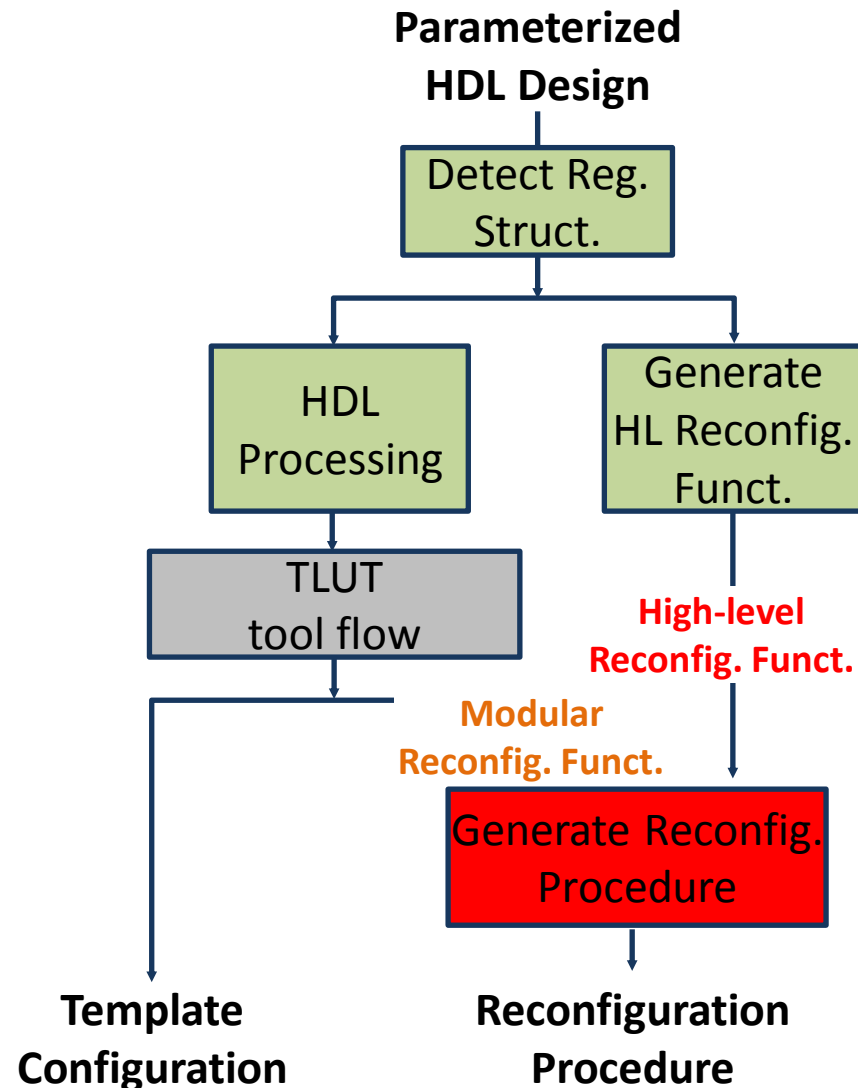 Parameterized
HDL Design
Detect Reg.
Struct.
HDL
Processing
Generate
HL Reconfig.
Funct.
TLUT
tool flow
High-level
Reconfig. Funct.
Modular
Reconfig. Funct.
Generate Reconfig.
Procedure
Template
Configuration
Reconfiguration
Procedure